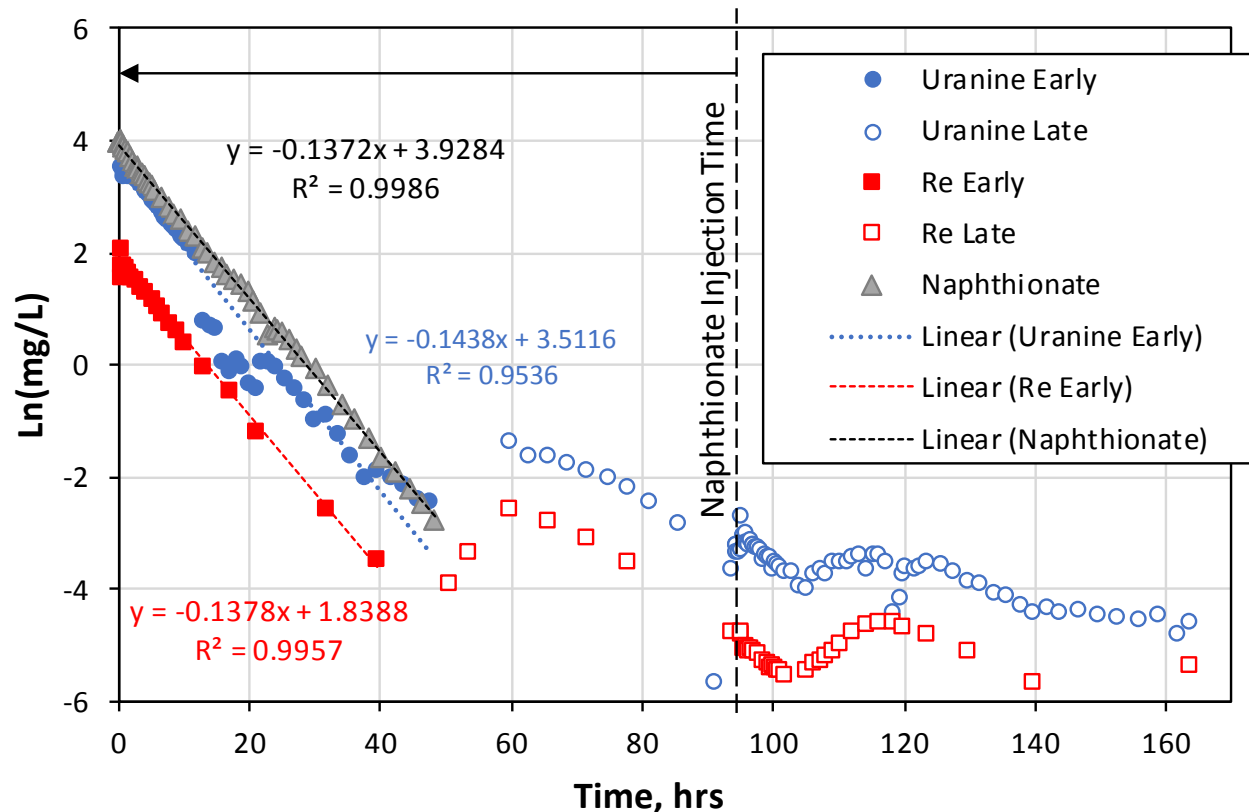 6
4
2
0
-2
-4
-6
Ln(mg/L)
0
20
40
60
80
100
120
140
160
Time, hrs
y = -0.1372x + 3.9284
R² = 0.9986
y = -0.1438x + 3.5116
R² = 0.9536
y = -0.1378x + 1.8388
R² = 0.9957
Naphthionate Injection Time
Uranine Early
Uranine Late
Re Early
Re Late
Naphthionate
Linear (Uranine Early)
Linear (Re Early)
Linear (Naphthionate)